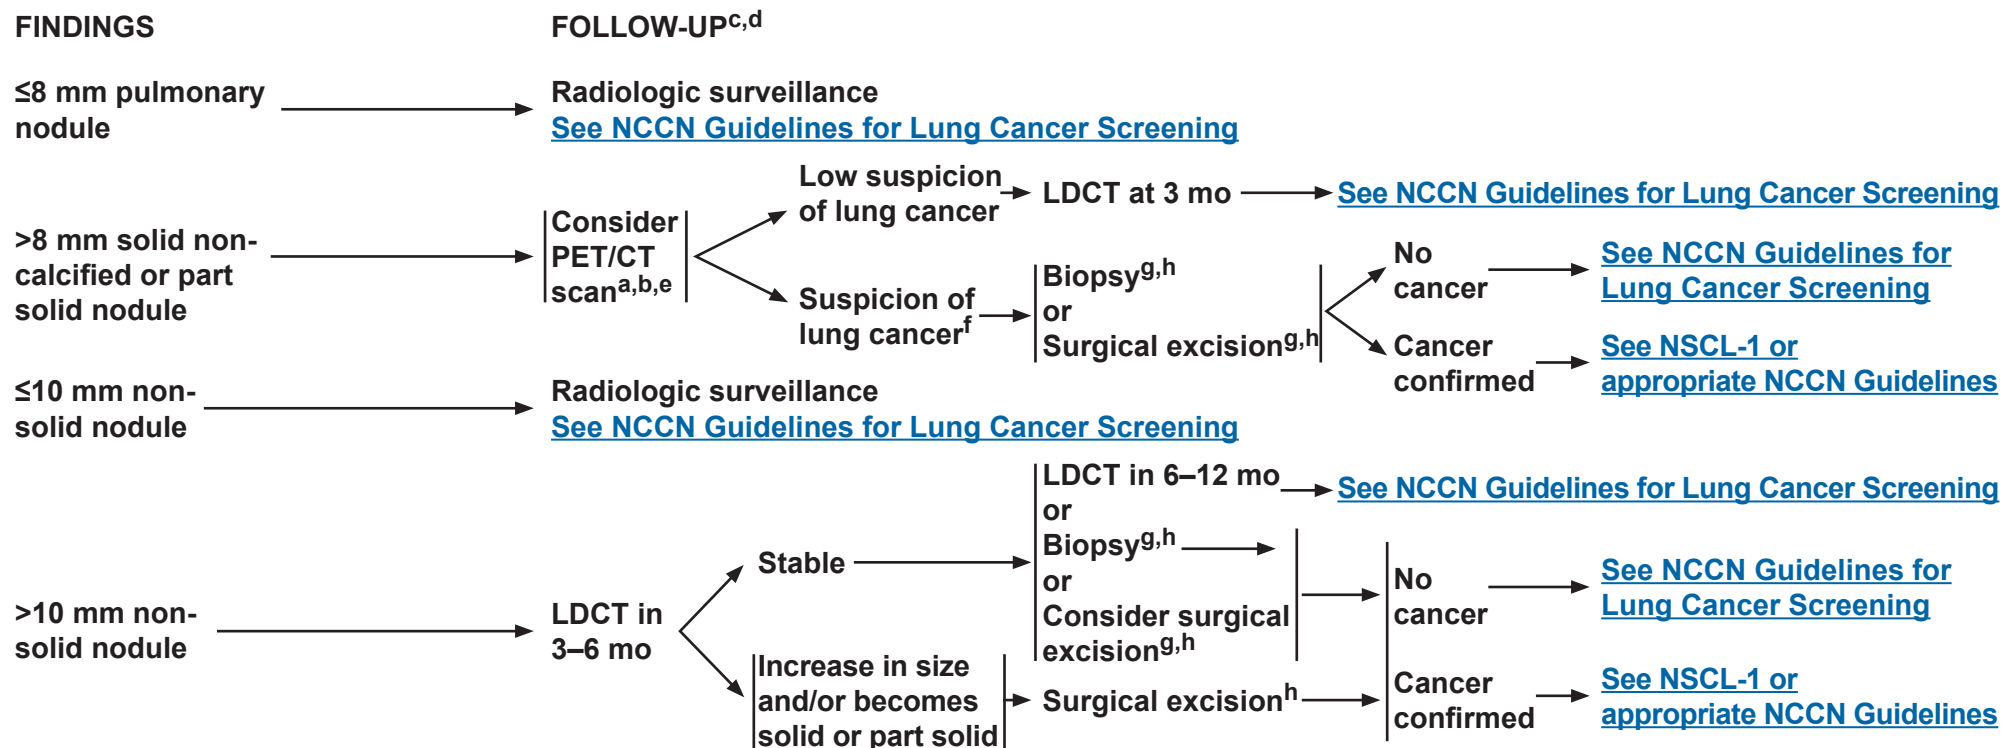 FINDINGS
FOLLOW-UPc,d
≤8 mm pulmonary
nodule
Radiologic surveillance
See NCCN Guidelines for Lung Cancer Screening
>8 mm solid non-
calcified or part
solid nodule
Consider
PET/CT
scana,b,e
Low suspicion
of lung cancer
LDCT at 3 mo
See NCCN Guidelines for Lung Cancer Screening
Suspicion of
lung cancerf
Biopsyg,h
or
Surgical excisiong,h
No
cancer
See NCCN Guidelines for
Lung Cancer Screening
Cancer
confirmed
See NSCL-1 or
appropriate NCCN Guidelines
≤10 mm non-
solid nodule
Radiologic surveillance
See NCCN Guidelines for Lung Cancer Screening
>10 mm non-
solid nodule
LDCT in
3–6 mo
Stable
LDCT in 6–12 mo
or
Biopsyg,h
or
Consider surgical
excisiong,h
See NCCN Guidelines for Lung Cancer Screening
Increase in size
and/or becomes
solid or part solid
Surgical excisionh
No
cancer
See NCCN Guidelines for
Lung Cancer Screening
Cancer
confirmed
See NSCL-1 or
appropriate NCCN Guidelines